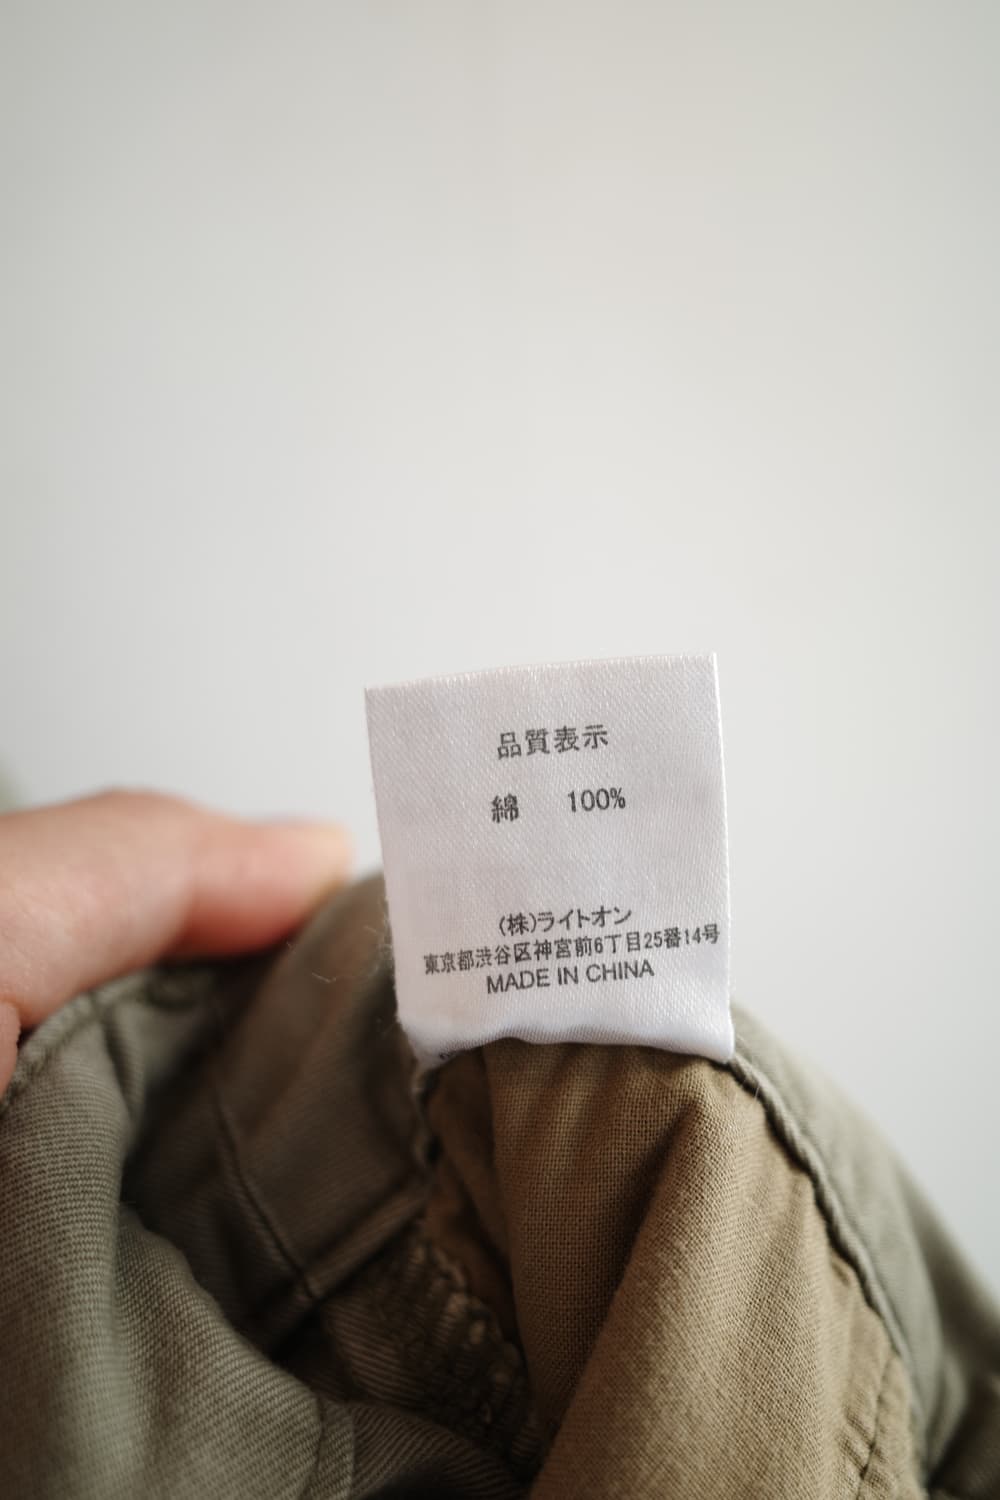 品質表示
綿 100%
(株)ライトオン
東京都渋谷区神宮前6丁目25番14号
MADE IN CHINA